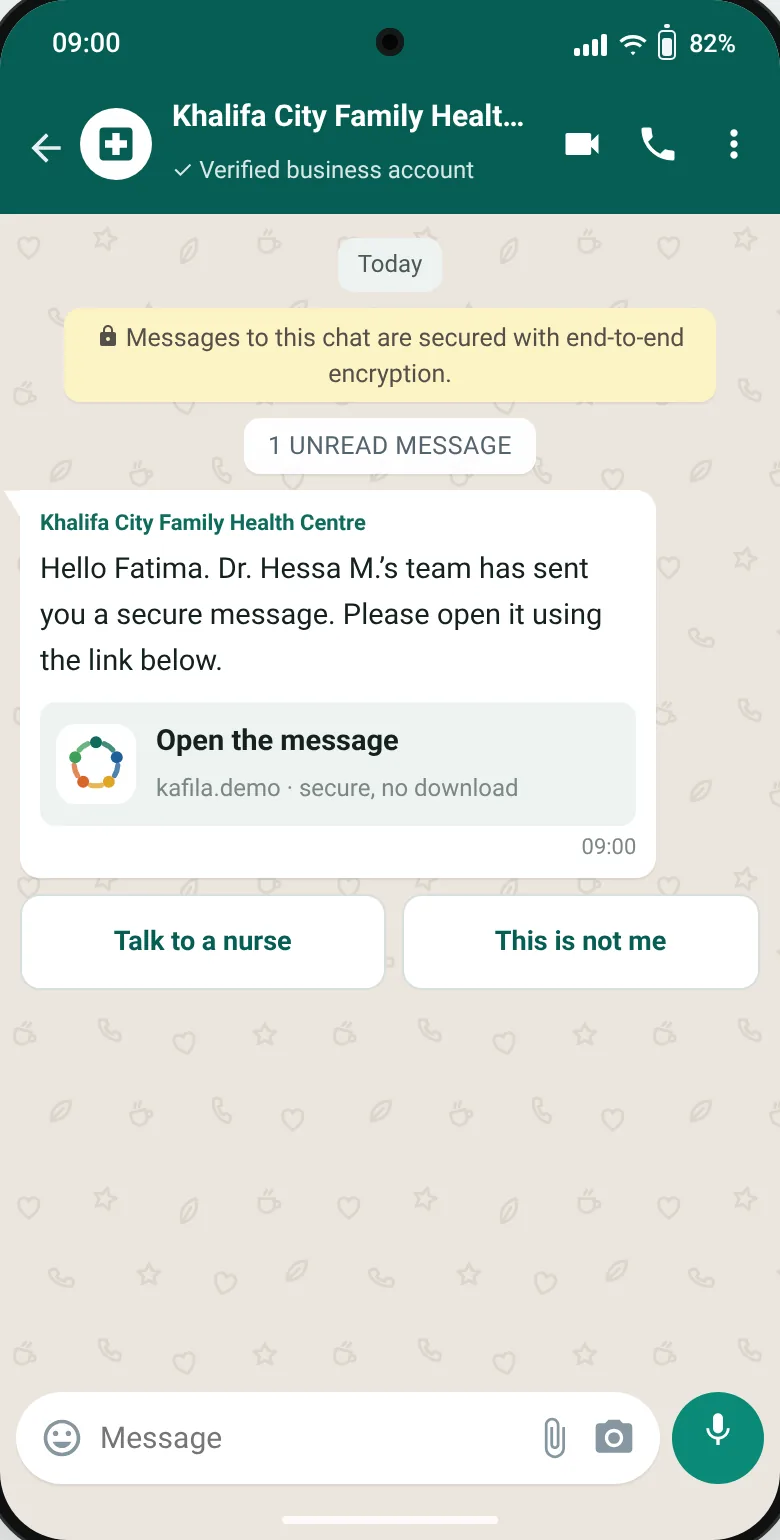 09:00
82%
Khalifa City Family Healt...
✓ Verified business account
Today
Messages to this chat are secured with end-to-end
encryption.
1 UNREAD MESSAGE
Khalifa City Family Health Centre
Hello Fatima. Dr. Hessa M.’s team has sent
you a secure message. Please open it using
the link below.
Open the message
kafila.demo · secure, no download
09:00
Talk to a nurse
This is not me
Message